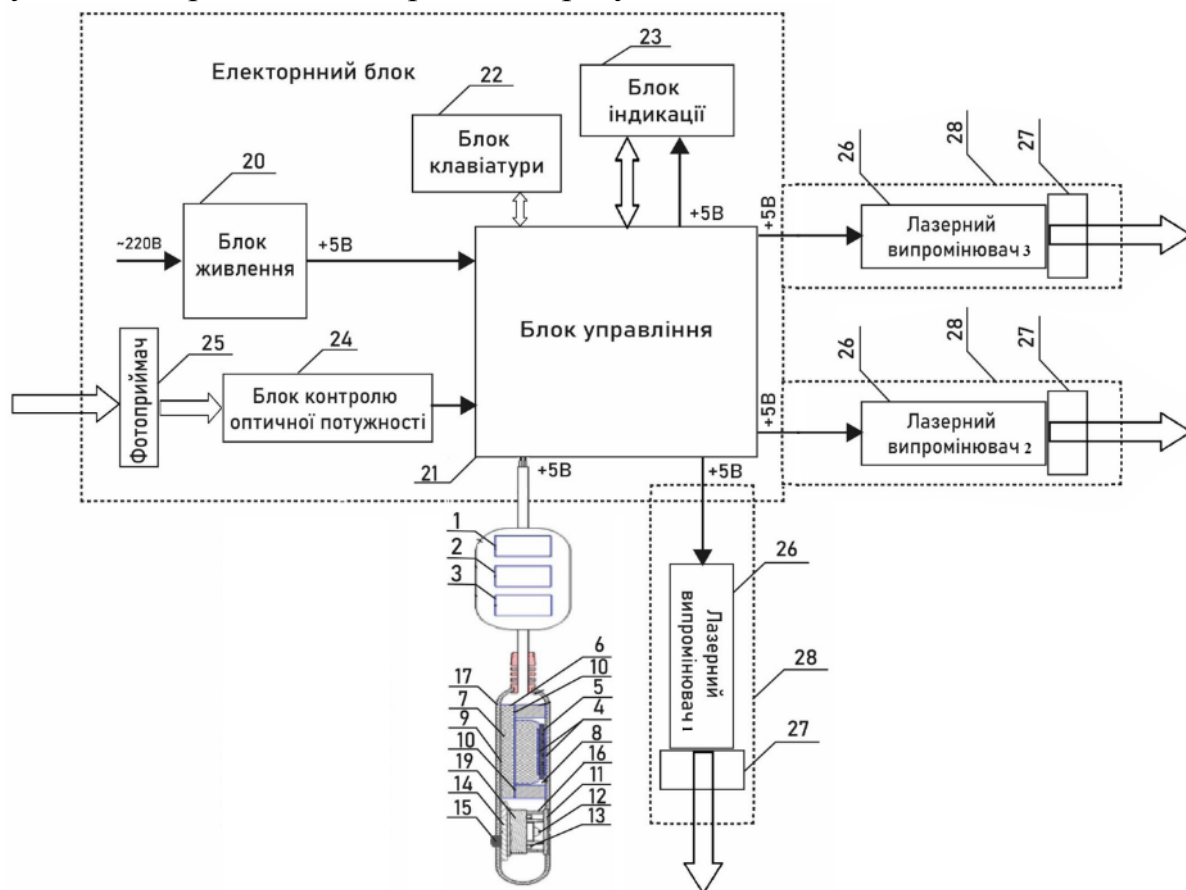 Електорнний блок
23
Блок
індикації
22
Блок
клавіатури
20
Блок
живлення
~220В
+5В
+5В
Блок управління
21
25
Фотоприймач
24
Блок контролю
оптичної потужності
+5В
26
28
27
Лазерний
випромінювач 3
+5В
26
28
27
Лазерний
випромінювач 2
+5В
+5В
1
2
3
6
10
5
4
8
16
11
12
13
17
7
9
10
19
14
15
26
Лазерний
випромінювач 1
28
27